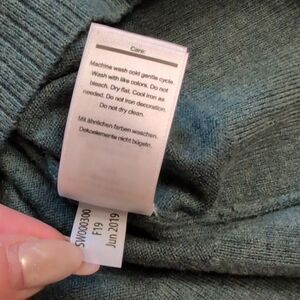 Care:
Machine wash cold gentle cycle.
Wash with like colors. Do not
bleach. Dry flat. Cool iron as
needed. Do not iron decoration.
Do not dry clean.
Mit ähnlichen farben waschen.
Dekoelemente nicht bügeln.
SW000300
F19
Jun 2019